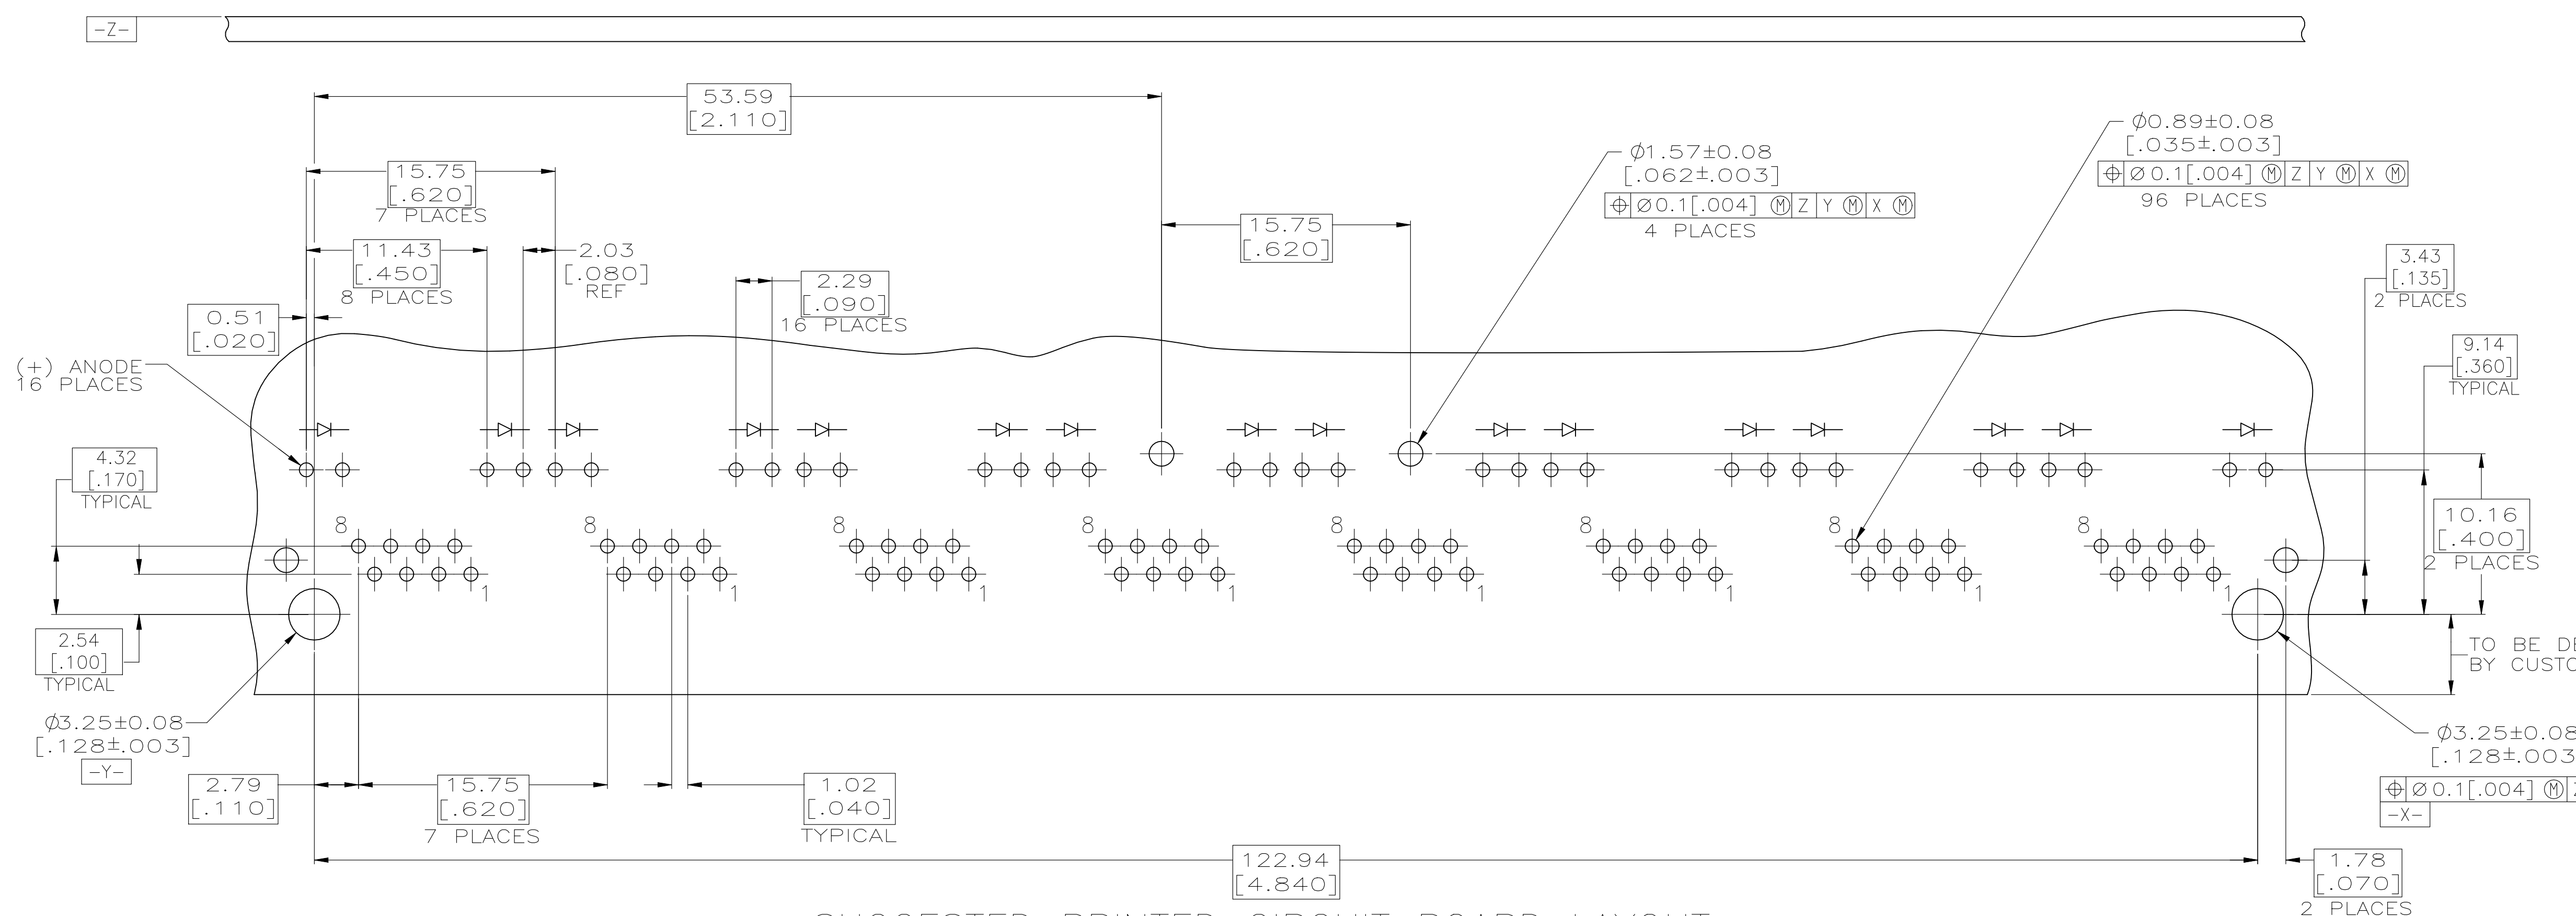 -Z-
53.59
[2.110]
15.75
[.620]
7 PLACES
11.43
[.450]
8 PLACES
2.03
[.080]
REF
2.29
[.090]
16 PLACES
0.51
[.020]
(+) ANODE
16 PLACES
15.75
[.620]
Ø1.57±0.08
[.062±.003]
⌖ Ø0.1[.004] Ⓜ Z Y Ⓜ X Ⓜ
4 PLACES
Ø0.89±0.08
[.035±.003]
⌖ Ø0.1[.004] Ⓜ Z Y Ⓜ X Ⓜ
96 PLACES
3.43
[.135]
2 PLACES
9.14
[.360]
TYPICAL
4.32
[.170]
TYPICAL
10.16
[.400]
2 PLACES
8 8 8 8 8 8 8 8
1 1 1 1 1 1 1 1
2.54
[.100]
TYPICAL
TO BE
BY
Ø3.25±0.08
[.128±.003]
-Y-
Ø3.25±0.08
[.128±.003
⌖ Ø0.1[.004] Ⓜ
-X-
2.79
[.110]
15.75
[.620]
7 PLACES
1.02
[.040]
TYPICAL
122.94
[4.840]
1.78
[.070]
2 PLACES
SUGGESTED PRINTED CIRCUIT BOARD LAYOUT